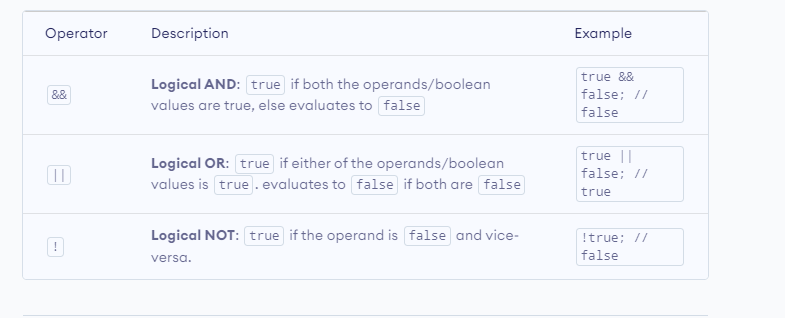 Operator Description Example
&& Logical AND: true if both the operands/boolean values are true, else evaluates to false true && false; // false
|| Logical OR: true if either of the operands/boolean values is true. evaluates to false if both are false true || false; // true
! Logical NOT: true if the operand is false and vice-versa. !true; // false